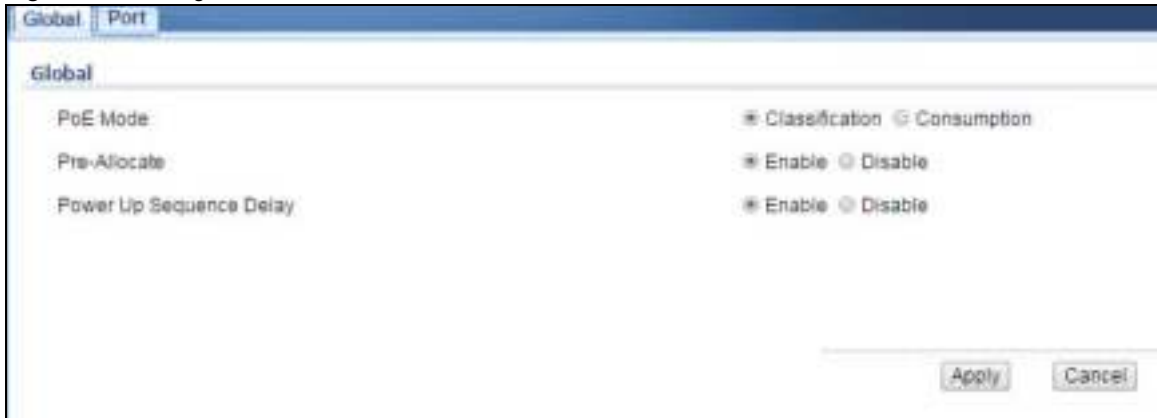 Global Port
Global
PoE Mode Classification Consumption
Pre-Allocate Enable Disable
Power Up Sequence Delay Enable Disable
Apply Cancel